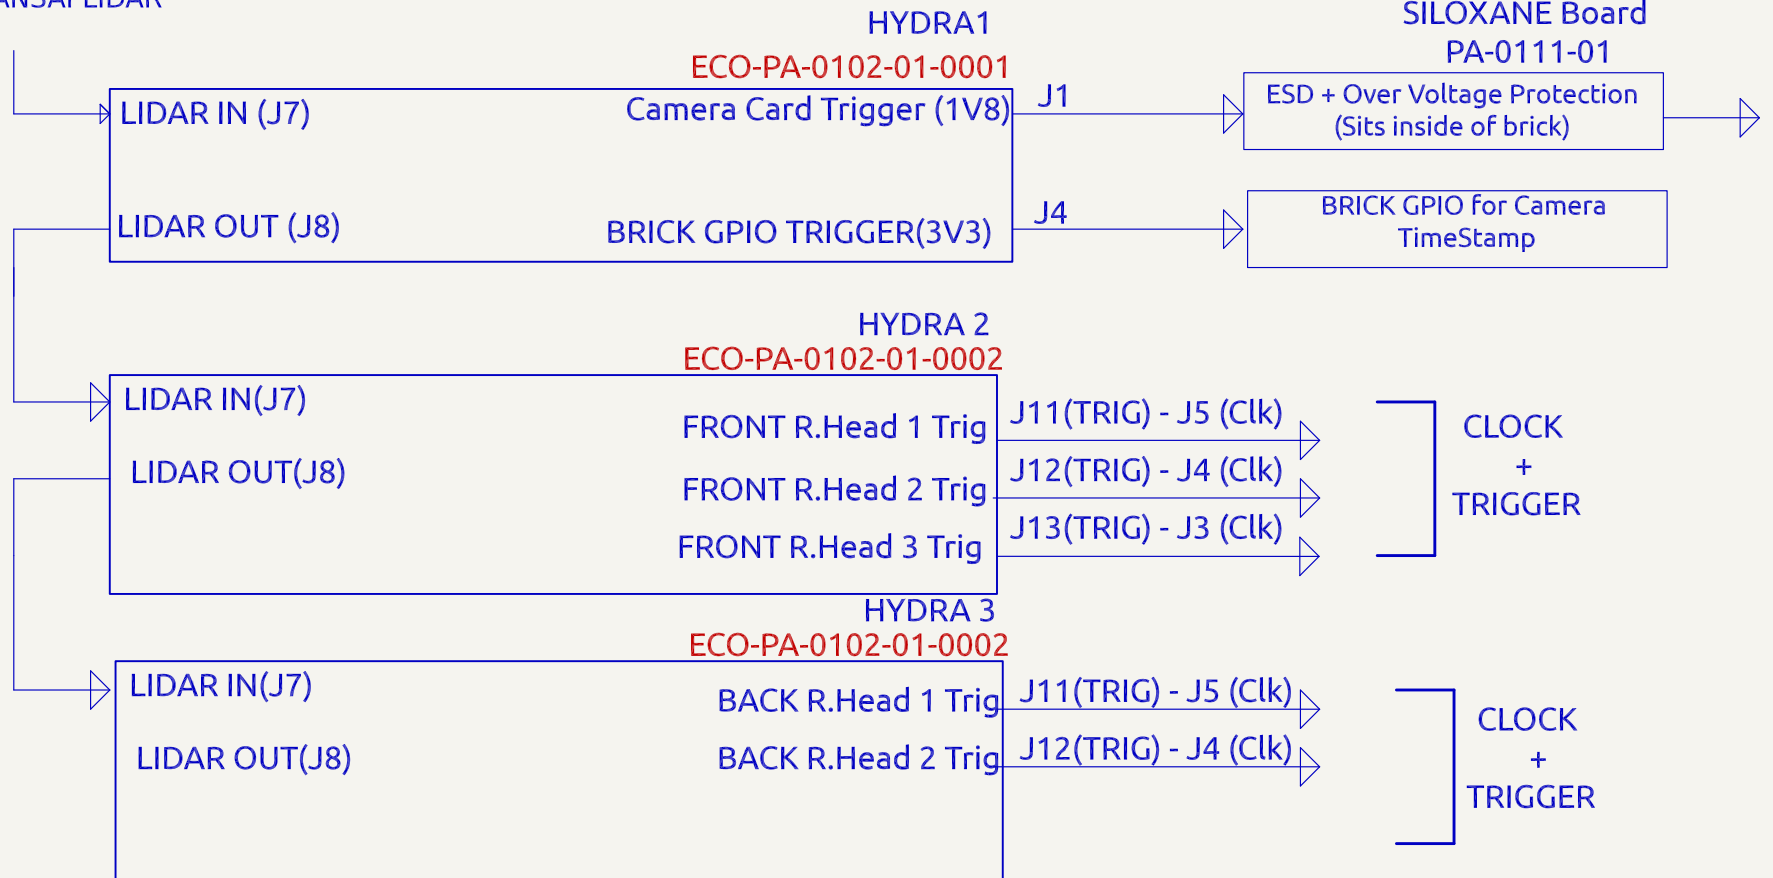 HYDRA1
ECO-PA-0102-01-0001
LIDAR IN (J7)
Camera Card Trigger (1V8)
J1
LIDAR OUT (J8)
BRICK GPIO TRIGGER(3V3)
J4
SILOXANE Board
PA-0111-01
ESD + Over Voltage Protection
(Sits inside of brick)
BRICK GPIO for Camera
TimeStamp
HYDRA 2
ECO-PA-0102-01-0002
LIDAR IN(J7)
LIDAR OUT(J8)
FRONT R.Head 1 Trig
J11(TRIG) - J5 (Clk)
FRONT R.Head 2 Trig
J12(TRIG) - J4 (Clk)
FRONT R.Head 3 Trig
J13(TRIG) - J3 (Clk)
CLOCK
+
TRIGGER
HYDRA 3
ECO-PA-0102-01-0002
LIDAR IN(J7)
LIDAR OUT(J8)
BACK R.Head 1 Trig
J11(TRIG) - J5 (Clk)
BACK R.Head 2 Trig
J12(TRIG) - J4 (Clk)
CLOCK
+
TRIGGER